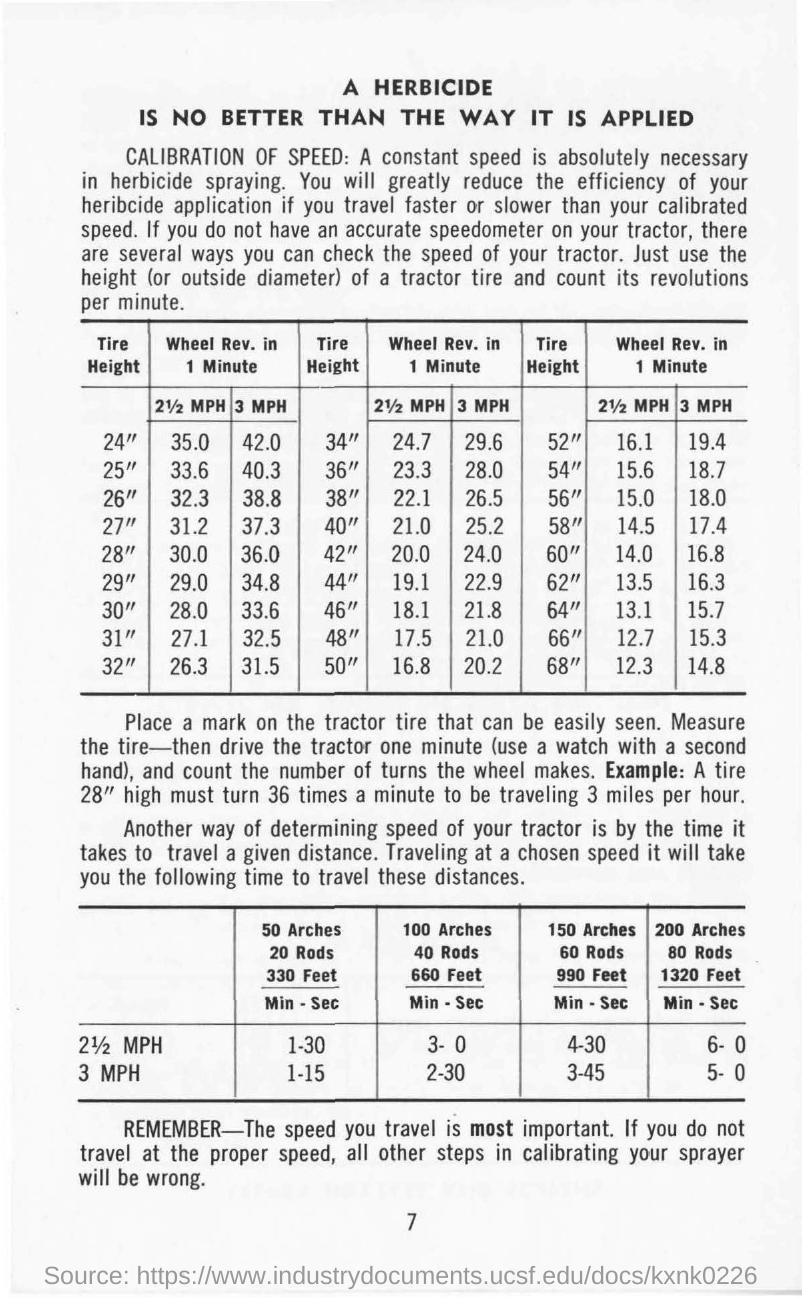 A HERBICIDE
IS NO BETTER THAN THE WAY IT IS APPLIED
CALIBRATION OF SPEED: A constant speed is absolutely necessary
in herbicide spraying. You will greatly reduce the efficiency of your
heribcide application if you travel faster or slower than your calibrated
speed. If you do not have an accurate speedometer on your tractor, there
are several ways you can check the speed of your tractor. Just use the
height (or outside diameter) of a tractor tire and count its revolutions
per minute.
Tire Wheel Rev. in Tire Wheel Rev. in Tire Wheel Rev. in
Height 1 Minute Height 1 Minute Height 1 Minute
2½ MPH 3 MPH 2½ MPH 3 MPH 2½ MPH 3 MPH
24″ 35.0 42.0 34″ 24.7 29.6 52″ 16.1 19.4
25″ 33.6 40.3 36″ 23.3 28.0 54″ 15.6 18.7
26″ 32.3 38.8 38″ 22.1 26.5 56″ 15.0 18.0
27″ 31.2 37.3 40″ 21.0 25.2 58″ 14.5 17.4
28″ 30.0 36.0 42″ 20.0 24.0 60″ 14.0 16.8
29″ 29.0 34.8 44″ 19.1 22.9 62″ 13.5 16.3
30″ 28.0 33.6 46″ 18.1 21.8 64″ 13.1 15.7
31″ 27.1 32.5 48″ 17.5 21.0 66″ 12.7 15.3
32″ 26.3 31.5 50″ 16.8 20.2 68″ 12.3 14.8
Place a mark on the tractor tire that can be easily seen. Measure
the tire—then drive the tractor one minute (use a watch with a second
hand), and count the number of turns the wheel makes. Example: A tire
28″ high must turn 36 times a minute to be traveling 3 miles per hour.
Another way of determining speed of your tractor is by the time it
takes to travel a given distance. Traveling at a chosen speed it will take
you the following time to travel these distances.
50 Arches 100 Arches 150 Arches 200 Arches
20 Rods 40 Rods 60 Rods 80 Rods
330 Feet 660 Feet 990 Feet 1320 Feet
Min - Sec Min - Sec Min - Sec Min - Sec
2½ MPH 1-30 3- 0 4-30 6- 0
3 MPH 1-15 2-30 3-45 5- 0
REMEMBER—The speed you travel is most important. If you do not
travel at the proper speed, all other steps in calibrating your sprayer
will be wrong.
7
Source: https://www.industrydocuments.ucsf.edu/docs/kxnk0226